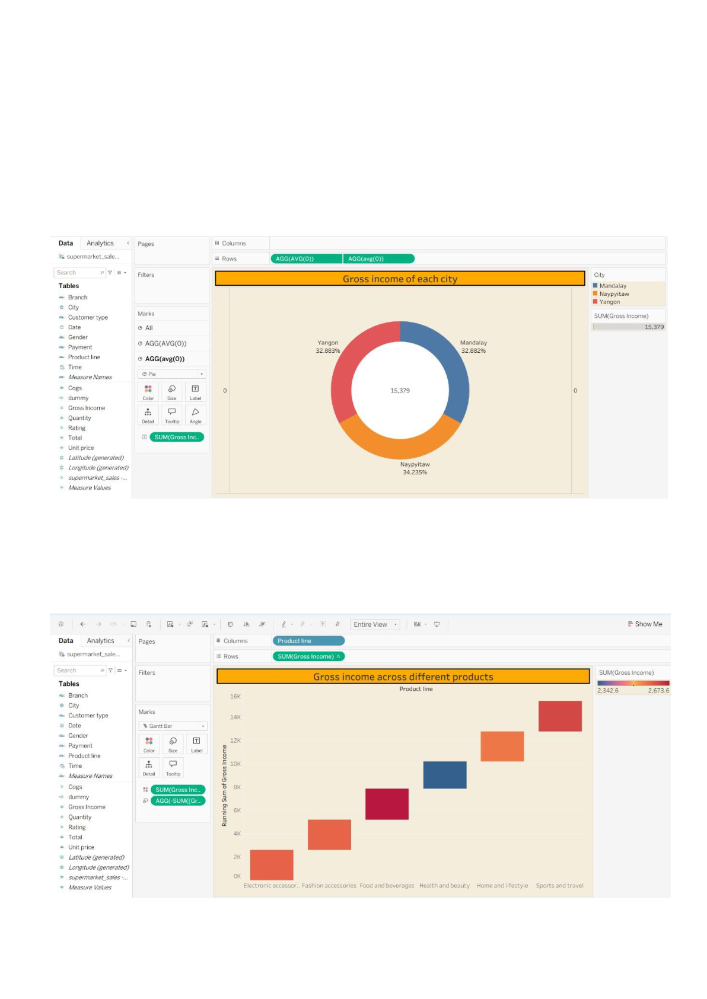 Data Analytics
supermarket_sale...
Search
Tables
Branch
City
Customer type
Date
Gender
Payment
Product line
Time
Measure Names
Cogs
dummy
Gross Income
Quantity
Rating
Total
Unit price
Latitude (generated)
Longitude (generated)
supermarket_sales -...
Measure Values
Pages
Filters
Marks
All
AGG(AVG(0))
AGG(avg(0))
Pie
Color Size Label
Detail Tooltip Angle
SUM(Gross Inc..
Columns
Rows AGG(AVG(0)) AGG(avg(0))
Gross income of each city
Yangon
32.883%
Mandalay
32.882%
0
15,379
0
Naypyitaw
34.235%
City
Mandalay
Naypyitaw
Yangon
SUM(Gross Income)
15,379
Entire View
Show Me
Data Analytics
supermarket_sale...
Search
Tables
Abc Branch
City
Abc Customer type
Date
Abc Gender
Abc Payment
Abc Product line
Time
Abc Measure Names
Cogs
dummy
Gross Income
Quantity
Rating
Total
Unit price
Latitude (generated)
Longitude (generated)
supermarket_sales -...
Measure Values
Pages
Filters
Marks
Gantt Bar
Color Size Label
Detail Tooltip
SUM(Gross Inc..
AGG(-SUM([Gr..
Columns Product line
Rows SUM(Gross Income) Δ
Gross income across different products
Product line
Running Sum of Gross Income
16K
14K
12K
10K
8K
6K
4K
2K
0K
Electronic accessor.. Fashion accessories Food and beverages Health and beauty Home and lifestyle Sports and travel
SUM(Gross Income)
2,342.6 2,673.6